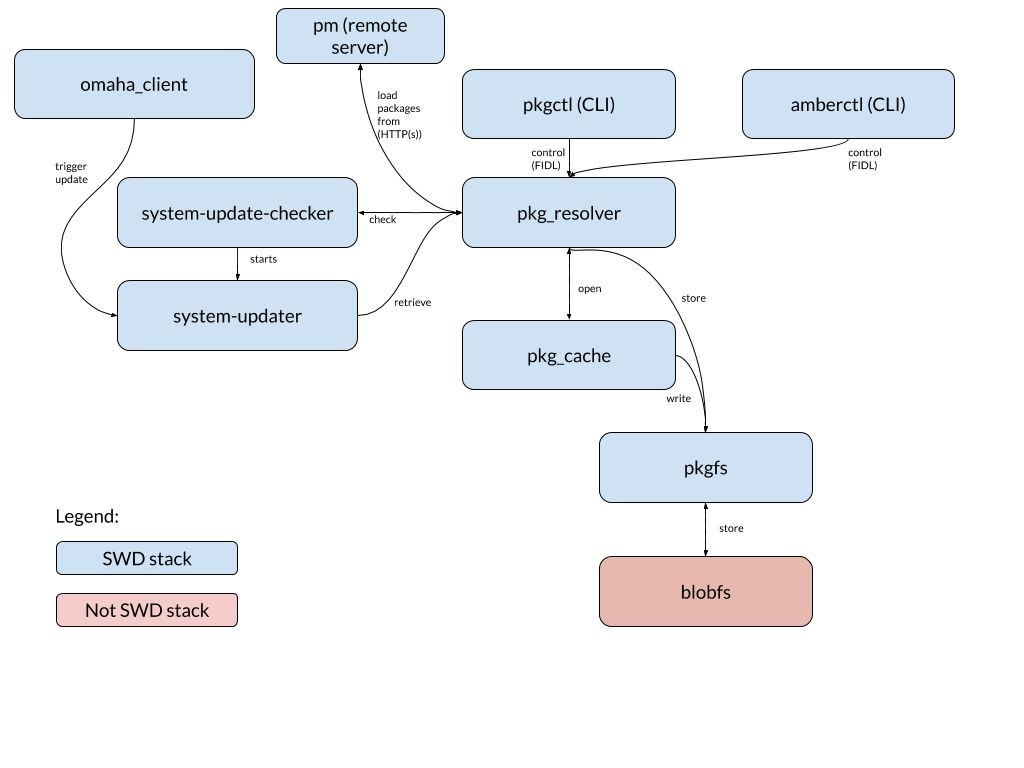 pm (remote
server)
omaha_client
pkgctl (CLI)
amberctl (CLI)
load
packages
from
(HTTP(s))
control
(FIDL)
control
(FIDL)
trigger
update
system-update-checker
check
pkg_resolver
starts
open
store
retrieve
system-updater
pkg_cache
write
pkgfs
store
blobfs
Legend:
SWD stack
Not SWD stack